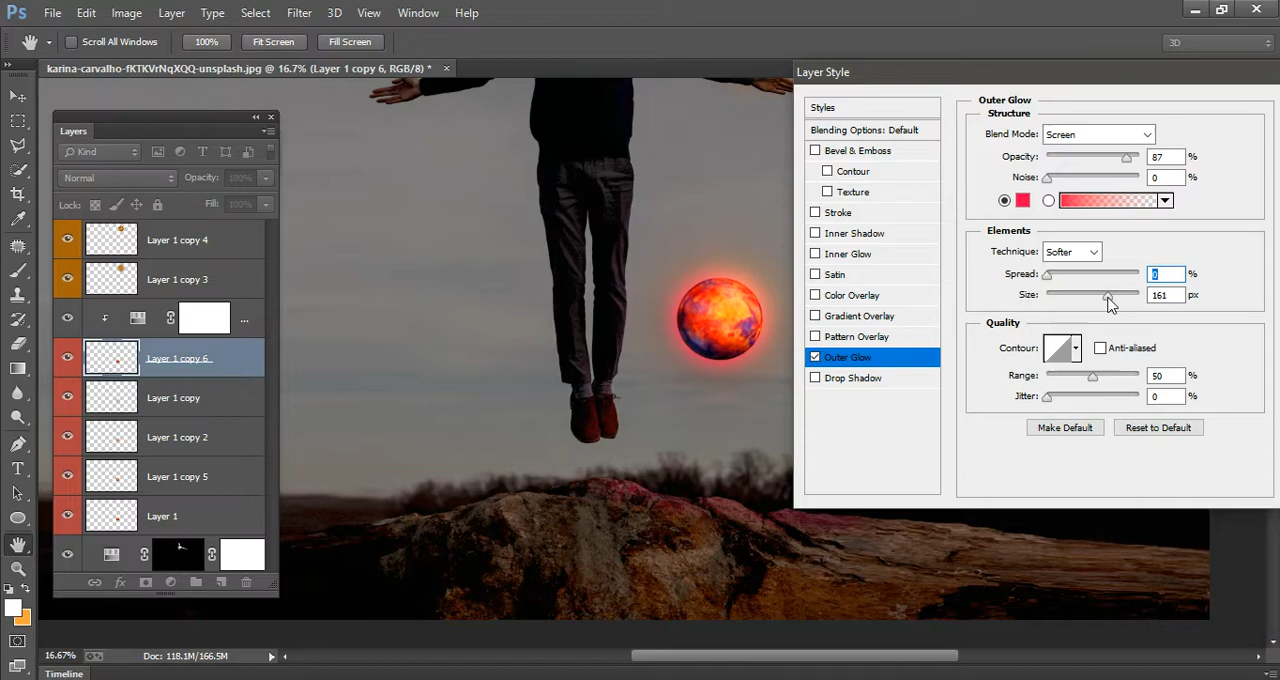 Ps File Edit Image Layer Type Select Filter 3D View Window Help
Scroll All Windows 100% Fit Screen Fill Screen 3D
karina-carvalho-fKTKVrNqXQQ-unsplash.jpg @ 16.7% (Layer 1 copy 6, RGB/8) *
Layers
Kind
Normal Opacity: 100%
Lock: Fill: 100%
Layer 1 copy 4
Layer 1 copy 3
...
Layer 1 copy 6
Layer 1 copy
Layer 1 copy 2
Layer 1 copy 5
Layer 1
fx
Layer Style
Styles
Blending Options: Default
Bevel & Emboss
Contour
Texture
Stroke
Inner Shadow
Inner Glow
Satin
Color Overlay
Gradient Overlay
Pattern Overlay
Outer Glow
Drop Shadow
Outer Glow
Structure
Blend Mode: Screen
Opacity: 87 %
Noise: 0 %
Elements
Technique: Softer
Spread: 0 %
Size: 161 px
Quality
Contour: Anti-aliased
Range: 50 %
Jitter: 0 %
Make Default Reset to Default
16.67% Doc: 118.1M/166.5M
Timeline